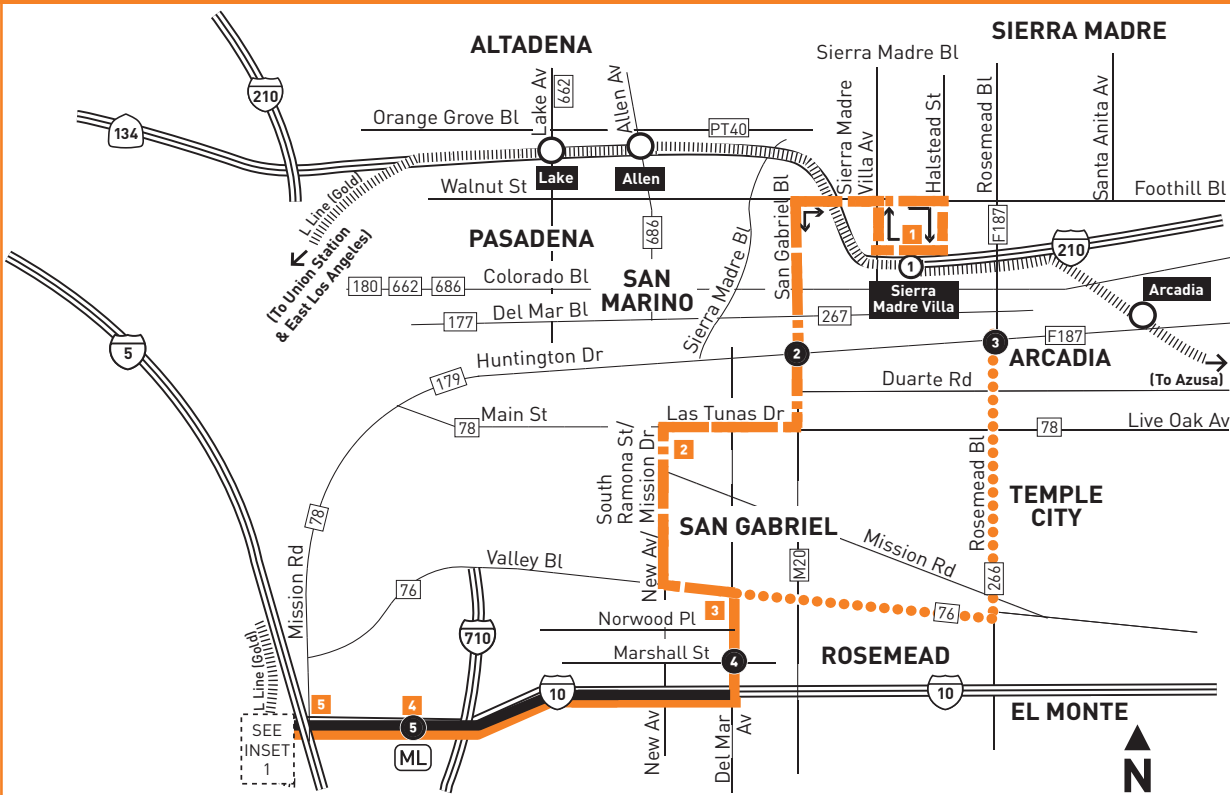 SIERRA MADRE
Sierra Madre Bl
ALTADENA
Lake Av
662
Allen Av
Sierra Madre
Villa Av
Halstead St
Rosemead Bl
Santa Anita Av
210
134
Orange Grove Bl
PT40
Lake
Allen
Walnut St
Foothill Bl
L Line (Gold)
(To Union Station
& East Los Angeles)
PASADENA
686
San Gabriel Bl
F187
1
210
1
Sierra
Madre Villa
Arcadia
180
662
686
Colorado Bl
SAN
MARINO
Sierra Madre Bl
177
Del Mar Bl
267
F187
5
Huntington Dr
2
3
ARCADIA
(To Azusa)
179
Duarte Rd
Main St
78
Las Tunas Dr
78
Live Oak Av
2
South
Ramona St/
Mission Dr
New Av/
Rosemead Bl
TEMPLE
CITY
78
SAN GABRIEL
Mission Rd
Mission Rd
Valley Bl
M20
266
76
76
3
Norwood Pl
710
Marshall St
4
ROSEMEAD
L Line (Gold)
5
4
10
10
5
EL MONTE
SEE
INSET
1
ML
New Av
Del Mar
Av
N